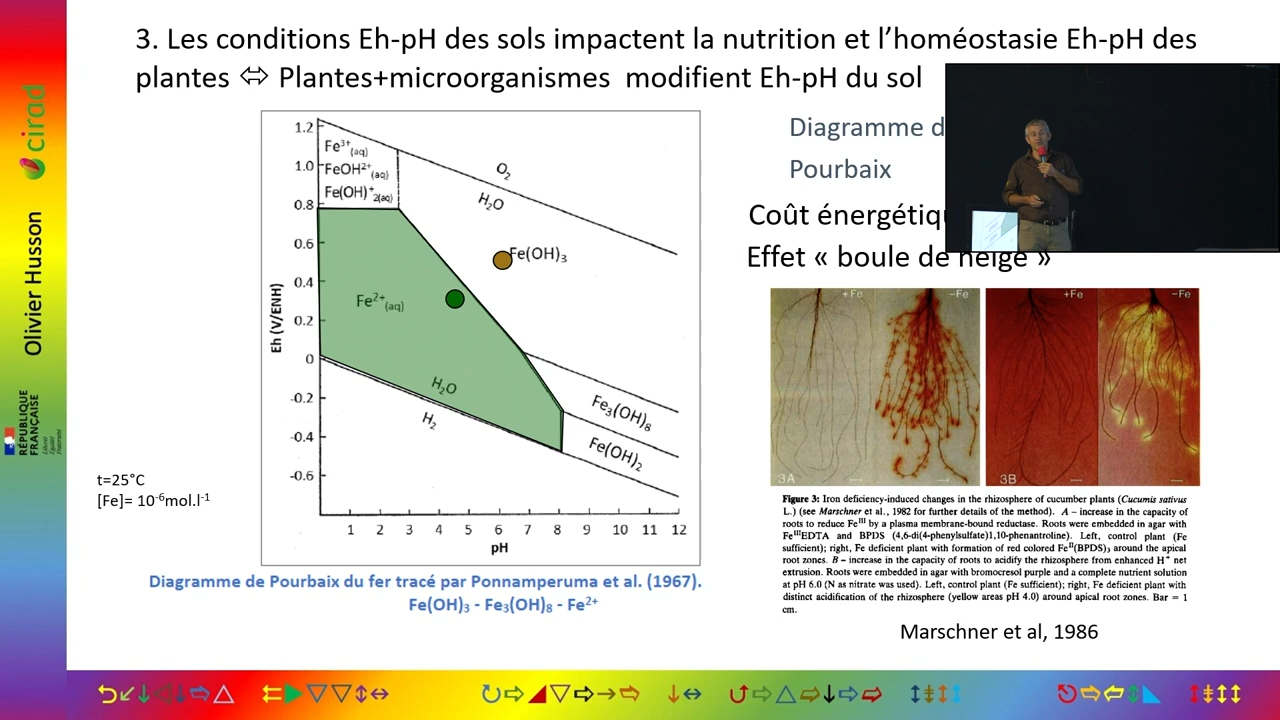 3. Les conditions Eh-pH des sols impactent la nutrition et l’homéostasie Eh-pH des
plantes ⇔ Plantes+microorganismes modifient Eh-pH du sol
cirad
Olivier Husson
RÉPUBLIQUE
FRANÇAISE
Liberté
Égalité
Fraternité
t=25°C
[Fe]= 10⁻⁶mol.l⁻¹
Eh (V/ENH)
1.2
1.0
0.8
0.6
0.4
0.2
0
-0.2
-0.4
-0.6
Fe³⁺(aq)
FeOH²⁺(aq)
Fe(OH)⁺2(aq)
O₂
H₂O
Fe(OH)₃
Fe²⁺(aq)
H₂O
H₂
Fe₃(OH)₈
Fe(OH)₂
1 2 3 4 5 6 7 8 9 10 11 12
pH
Diagramme de Pourbaix du fer tracé par Ponnamperuma et al. (1967).
Fe(OH)₃ - Fe₃(OH)₈ - Fe²⁺
Diagramme d
Pourbaix
Coût énergétiqu
Effet « boule de neige »
+Fe -Fe +Fe -Fe
3A 3B
Figure 3: Iron deficiency-induced changes in the rhizosphere of cucumber plants (Cucumis sativus
L.) (see Marschner et al., 1982 for further details of the method). A – increase in the capacity of
roots to reduce Feᴵᴵᴵ by a plasma membrane-bound reductase. Roots were embedded in agar with
FeᴵᴵᴵEDTA and BPDS (4,6-di(4-phenylsulfate)1,10-phenantroline). Left, control plant (Fe
sufficient); right, Fe deficient plant with formation of red colored Feᴵᴵ(BPDS)₃ around the apical
root zones. B – increase in the capacity of roots to acidify the rhizosphere from enhanced H⁺ net
extrusion. Roots were embedded in agar with bromocresol purple and a complete nutrient solution
at pH 6.0 (N as nitrate was used). Left, control plant (Fe sufficient); right, Fe deficient plant with
distinct acidification of the rhizosphere (yellow areas pH 4.0) around apical root zones. Bar = 1
cm.
Marschner et al, 1986